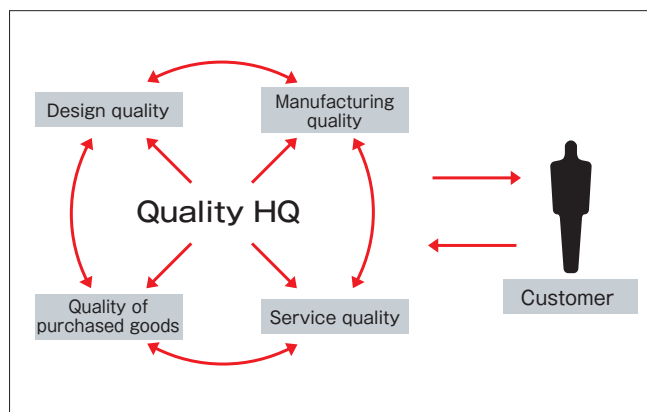 Design quality
Manufacturing
quality
Quality HQ
Quality of
purchased goods
Service quality
Customer